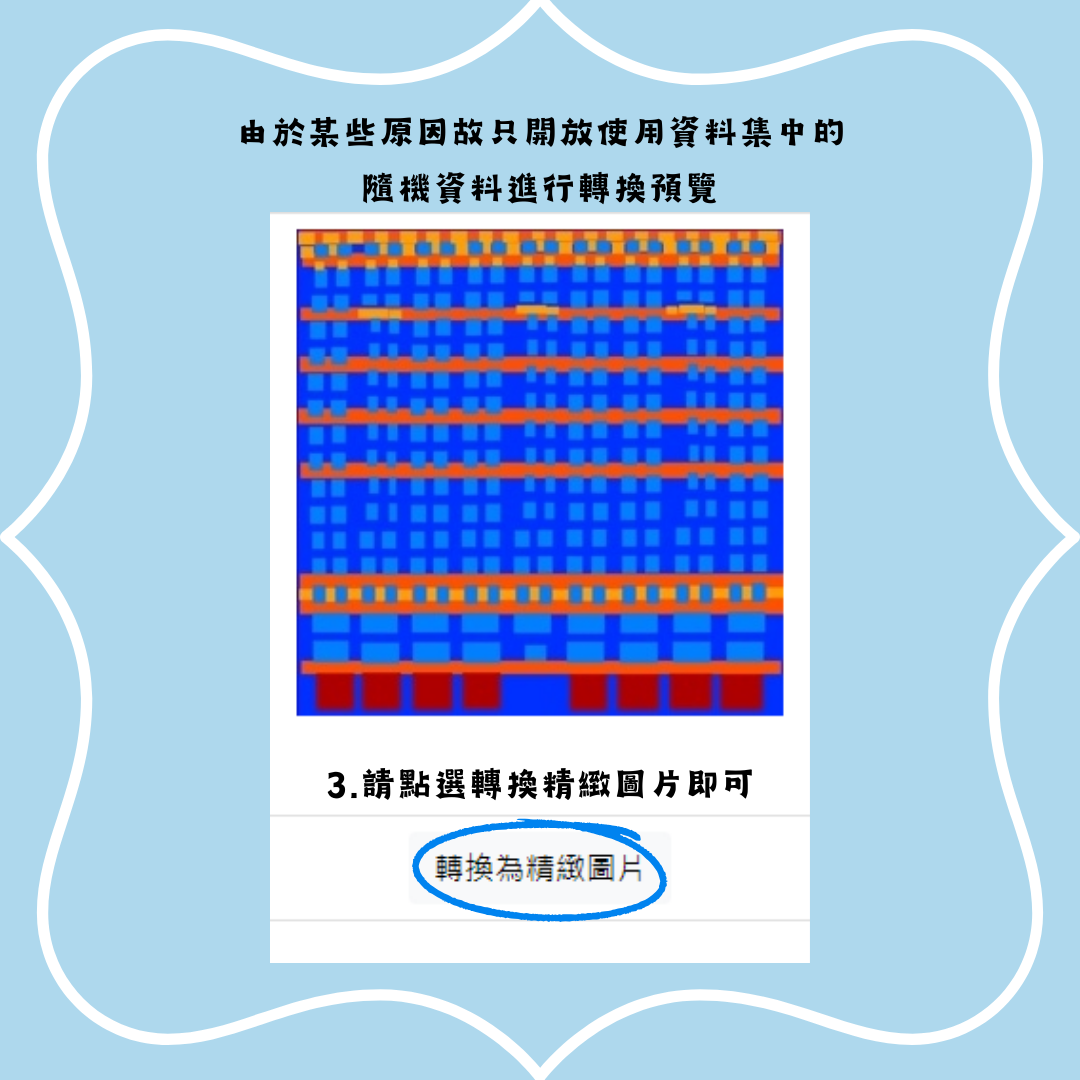 由於某些原因故只開放使用資料集中的
隨機資料進行轉換預覽
3.請點選轉換精緻圖片即可
轉換為精緻圖片